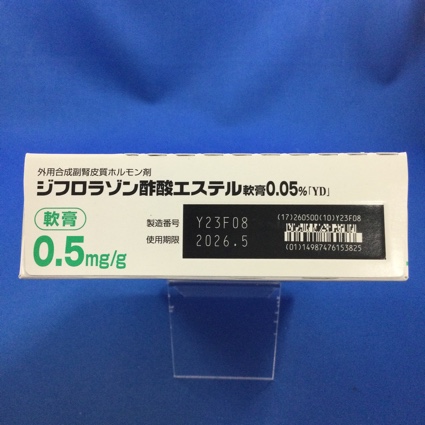 外用合成副腎皮質ホルモン剤
ジフロラゾン酢酸エステル軟膏0.05%「YD」
軟膏
0.5mg/g
製造番号 Y23F08
使用期限 2026.5
(17)260500(10)Y23F08
(01)14987476153825